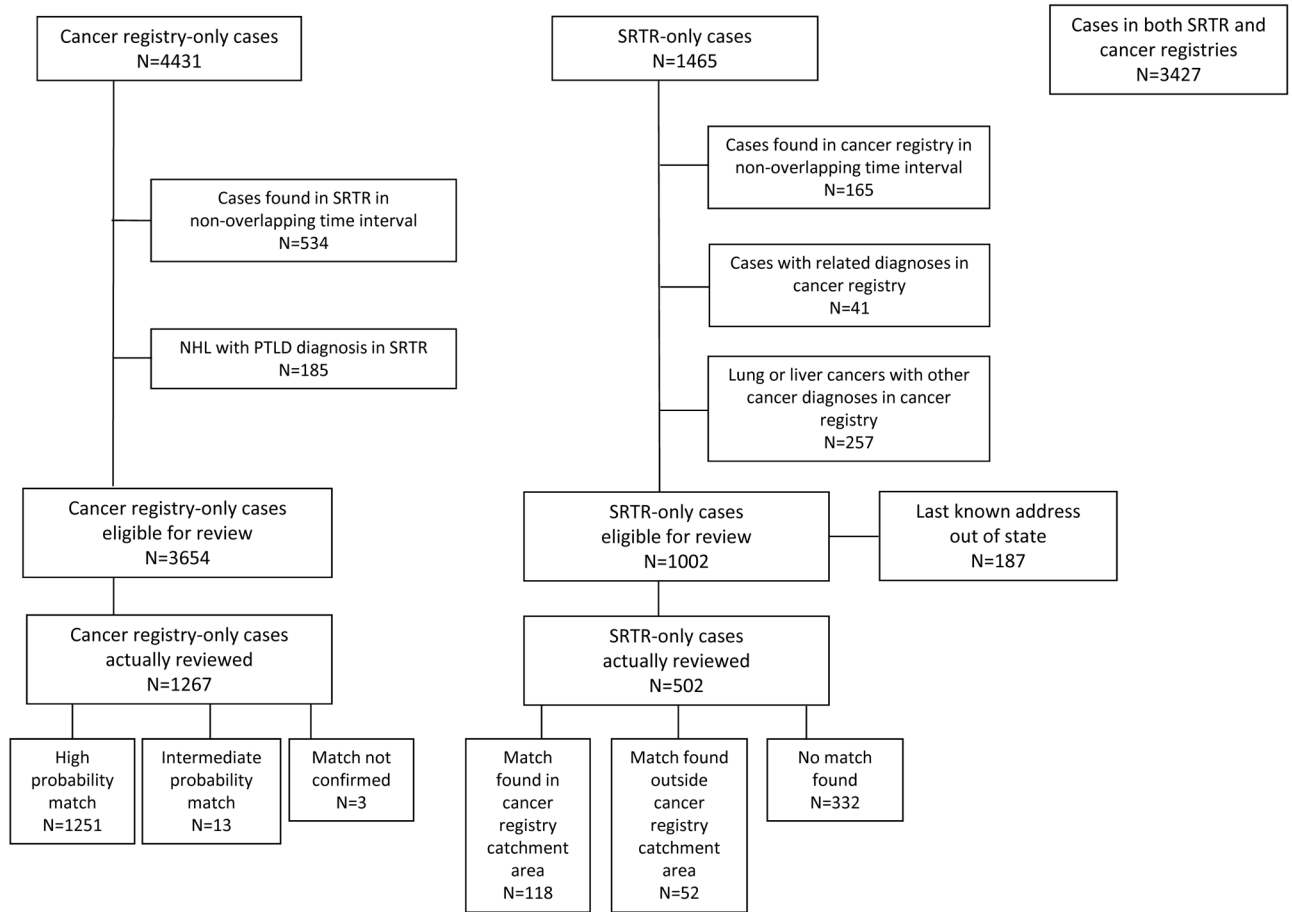 Cancer registry-only cases
N=4431
SRTR-only cases
N=1465
Cases in both SRTR and
cancer registries
N=3427
Cases found in cancer registry in
non-overlapping time interval
N=165
Cases found in SRTR in
non-overlapping time interval
N=534
Cases with related diagnoses in
cancer registry
N=41
NHL with PTLD diagnosis in SRTR
N=185
Lung or liver cancers with other
cancer diagnoses in cancer
registry
N=257
Cancer registry-only cases
eligible for review
N=3654
SRTR-only cases
eligible for review
N=1002
Last known address
out of state
N=187
Cancer registry-only cases
actually reviewed
N=1267
SRTR-only cases
actually reviewed
N=502
High
probability
match
N=1251
Intermediate
probability
match
N=13
Match not
confirmed
N=3
Match
found in
cancer
registry
catchment
area
N=118
Match found
outside
cancer
registry
catchment
area
N=52
No match
found
N=332